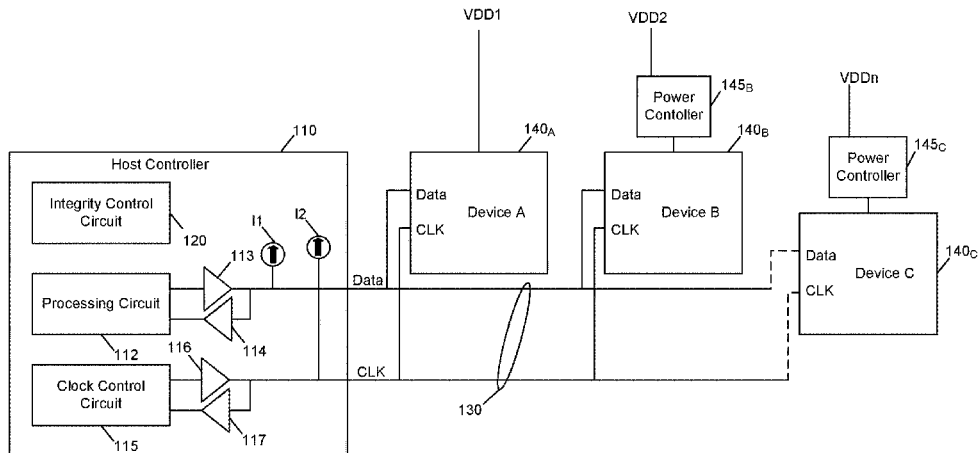 VDD1
VDD2
VDDn
Power
Contoller
145B
Power
Controller
145C
110
140A
140B
140C
Host Controller
Integrity Control
Circuit
120
I1
I2
113
Processing Circuit
112
114
116
Clock Control
Circuit
115
117
Data
CLK
130
Data
CLK
Device A
Data
CLK
Device B
Data
CLK
Device C